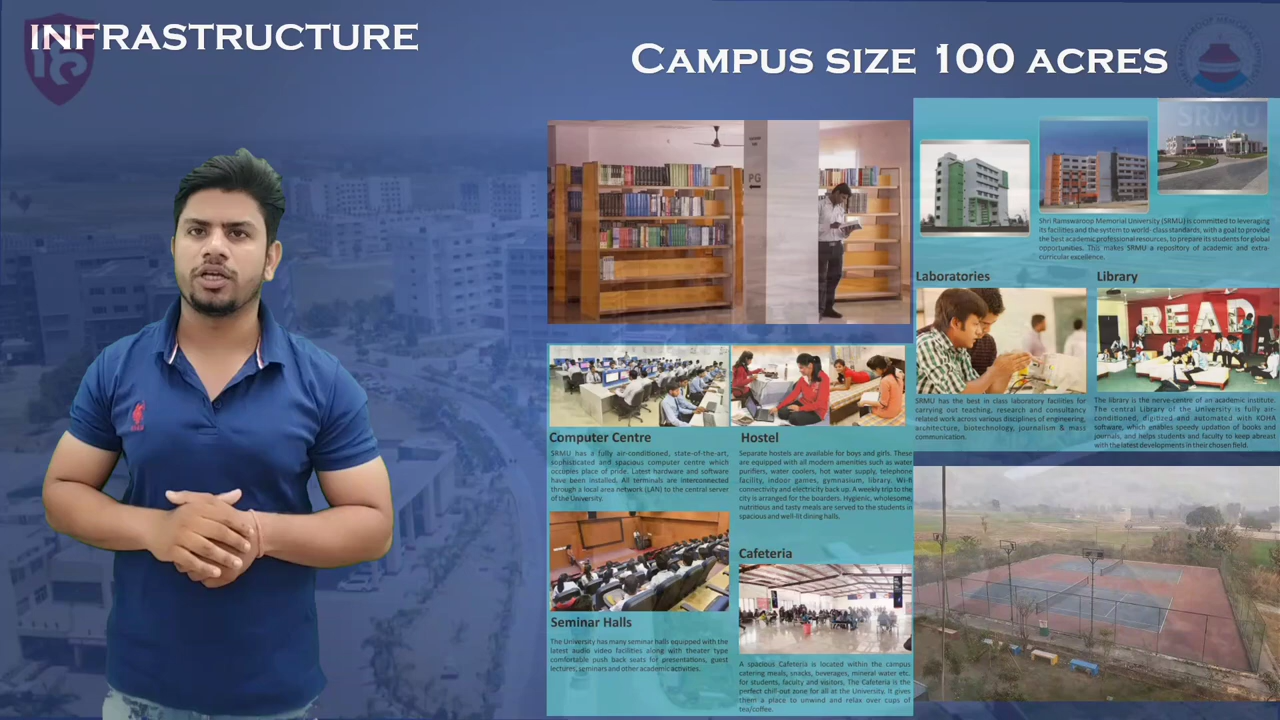 INFRASTRUCTURE
CAMPUS SIZE 100 ACRES
SRMU
PG
Shri Ramswaroop Memorial University (SRMU) is committed to leveraging
its facilities and the system to world- class standards, with a goal to provide
the best academic professional resources, to prepare its students for global
opportunities. This makes SRMU a repository of academic and extra-
curricular excellence.
Laboratories
Library
READ
SRMU has the best in class laboratory facilities for
carrying out teaching, research and consultancy
related work across various disciplines of engineering,
architecture, biotechnology, journalism & mass
communication.
The library is the nerve-centre of an academic institute.
The central Library of the University is fully air-
conditioned, digitized and automated with KOHA
software, which enables speedy updation of books and
journals, and helps students and faculty to keep abreast
with the latest developments in their chosen field.
Computer Centre
SRMU has a fully air-conditioned, state-of-the-art,
sophisticated and spacious computer centre which
occupies place of pride. Latest hardware and software
have been installed. All terminals are interconnected
through a local area network (LAN) to the central server
of the University.
Hostel
Separate hostels are available for boys and girls. These
are equipped with all modern amenities such as water
purifiers, water coolers, hot water supply, telephone
facility, indoor games, gymnasium, library. Wi-fi
connectivity and electricity back up. A weekly trip to the
city is arranged for the boarders. Hygienic, wholesome,
nutritious and tasty meals are served to the students in
spacious and well-lit dining halls.
Seminar Halls
The University has many seminar halls equipped with the
latest audio video facilities along with theater type
comfortable push back seats for presentations, guest
lectures, seminars and other academic activities.
Cafeteria
A spacious Cafeteria is located within the campus
catering meals, snacks, beverages, mineral water etc.
for students, faculty and visitors. The Cafeteria is the
perfect chill-out zone for all at the University. It gives
them a place to unwind and relax over cups of
tea/coffee.